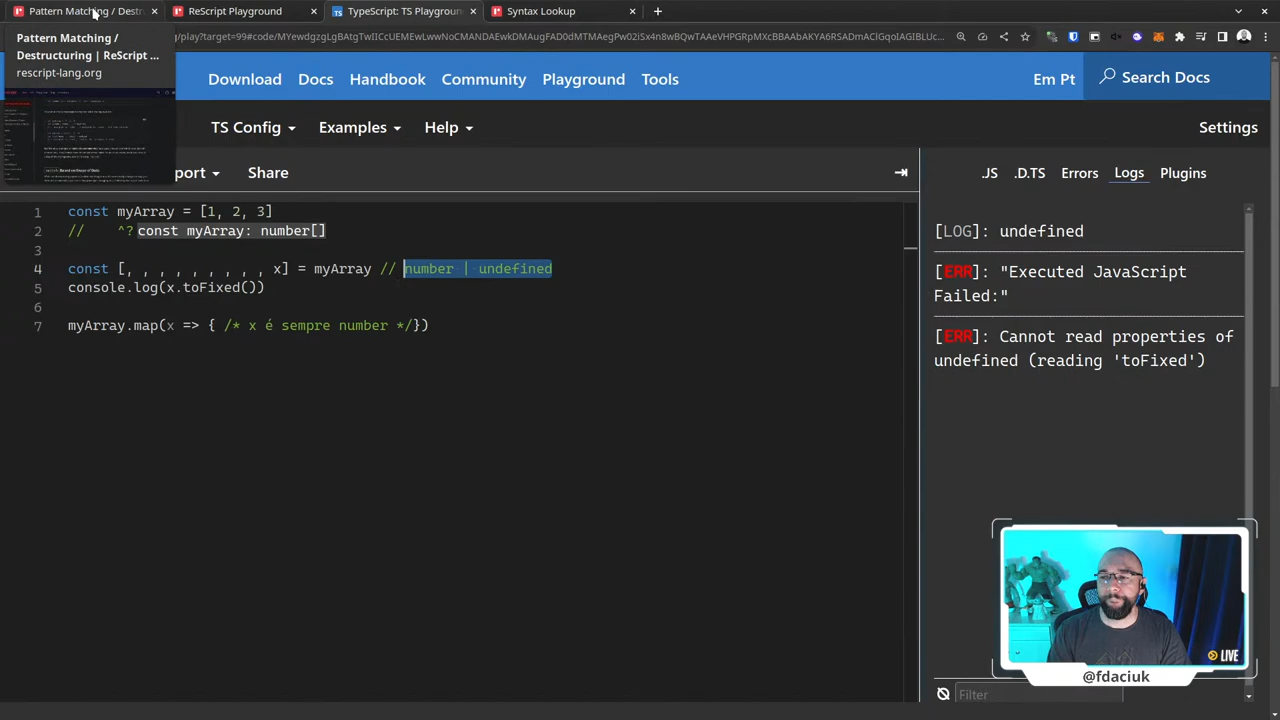 Pattern Matching / Destr
ReScript Playground
TypeScript: TS Playgroun
Syntax Lookup
Pattern Matching /
Destructuring | ReScript ...
rescript-lang.org
Download
Docs
Handbook
Community
Playground
Tools
Em Pt
Search Docs
TS Config
Examples
Help
Settings
port
Share
.JS
.D.TS
Errors
Logs
Plugins
1 const myArray = [1, 2, 3]
2 // ^? const myArray: number[]
3
4 const [, , , , , , , , , x] = myArray // number | undefined
5 console.log(x.toFixed())
6
7 myArray.map(x => { /* x é sempre number */})
[LOG]: undefined
[ERR]: "Executed JavaScript
Failed:"
[ERR]: Cannot read properties of
undefined (reading 'toFixed')
LIVE
@fdaciuk
Filter